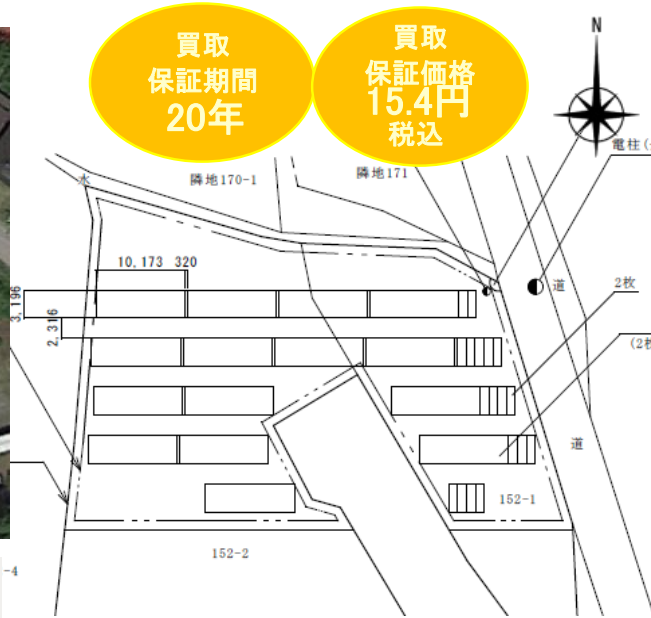 買取
保証期間
20年
買取
保証価格
15.4円
税込
N
電柱(
水
隣地170-1
隣地171
10,173 320
道
2枚
3,196
2,316
(2枚
道
152-1
152-2
-4